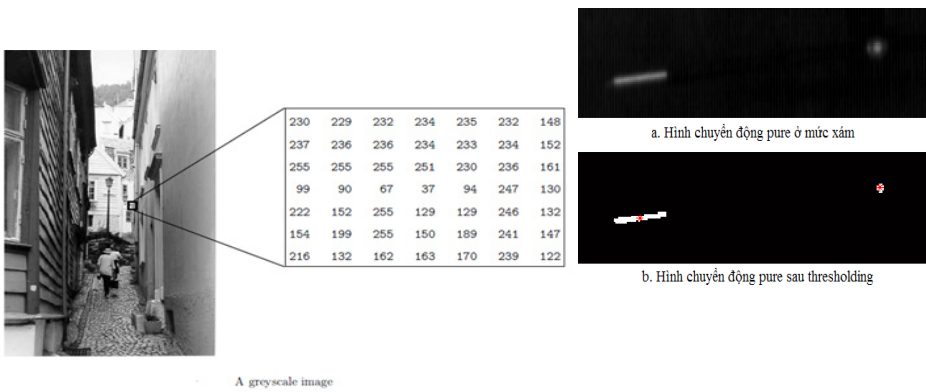 230 229 232 234 235 232 148
237 236 236 234 233 234 152
255 255 255 251 230 236 161
99 90 67 37 94 247 130
222 152 255 129 129 246 132
154 199 255 150 189 241 147
216 132 162 163 170 239 122
A greyscale image
a. Hình chuyển động pure ở mức xám
b. Hình chuyển động pure sau thresholding